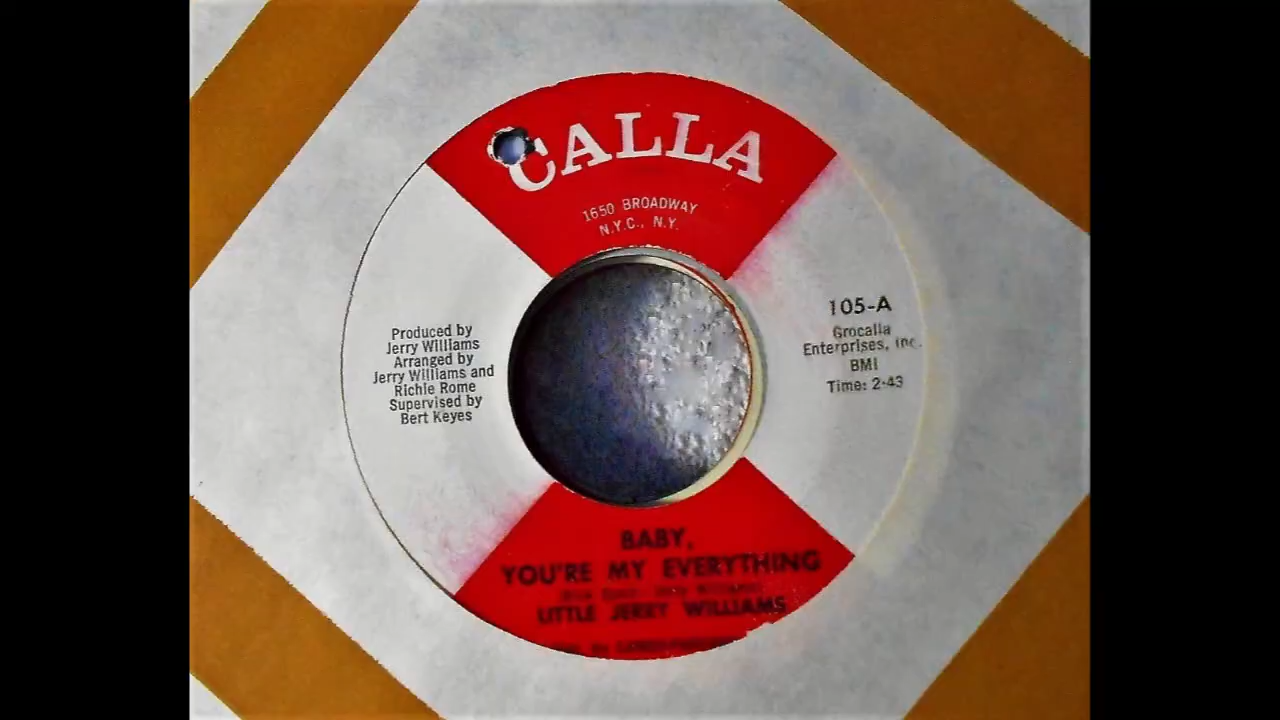 CALLA
1650 BROADWAY
N.Y.C., N.Y.
Produced by
Jerry Williams
Arranged by
Jerry Williams and
Richie Rome
Supervised by
Bert Keyes
105-A
Grocalla
Enterprises, Inc.
BMI
Time: 2:43
BABY,
YOU'RE MY EVERYTHING
LITTLE JERRY WILLIAMS